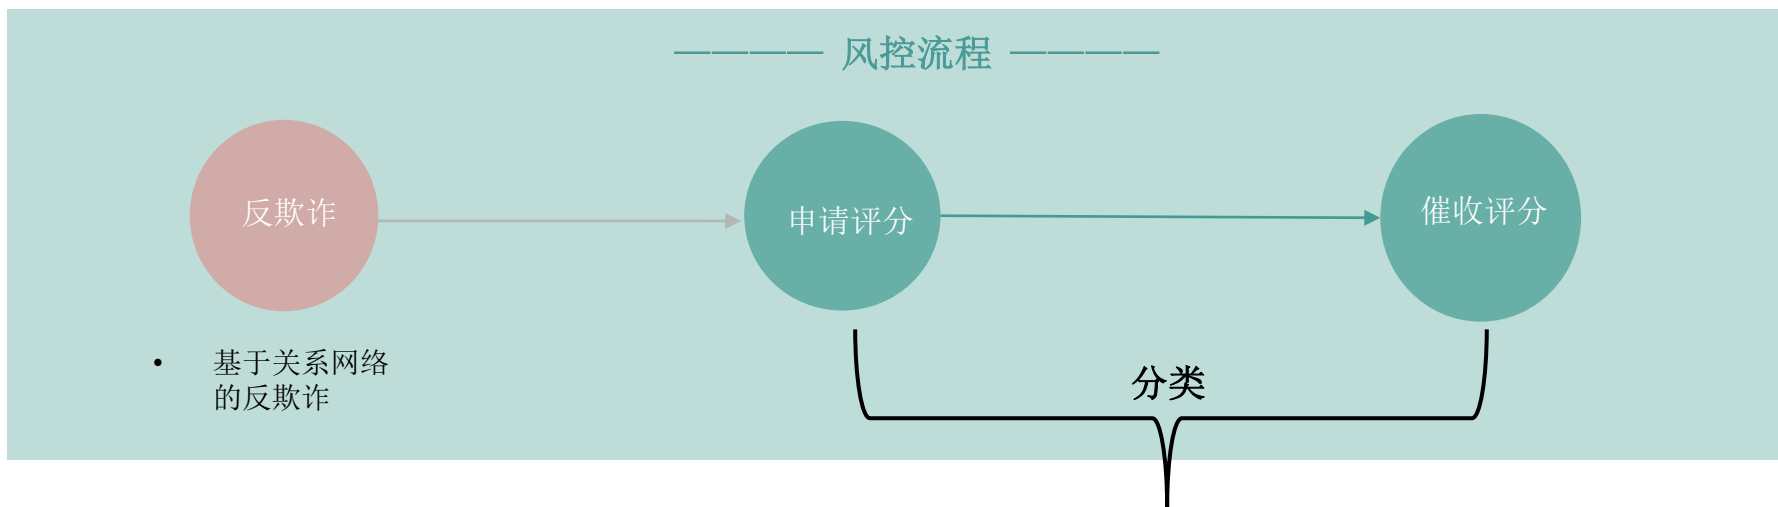 ———— 风控流程 ————
反欺诈
申请评分
催收评分
• 基于关系网络
的反欺诈
分类